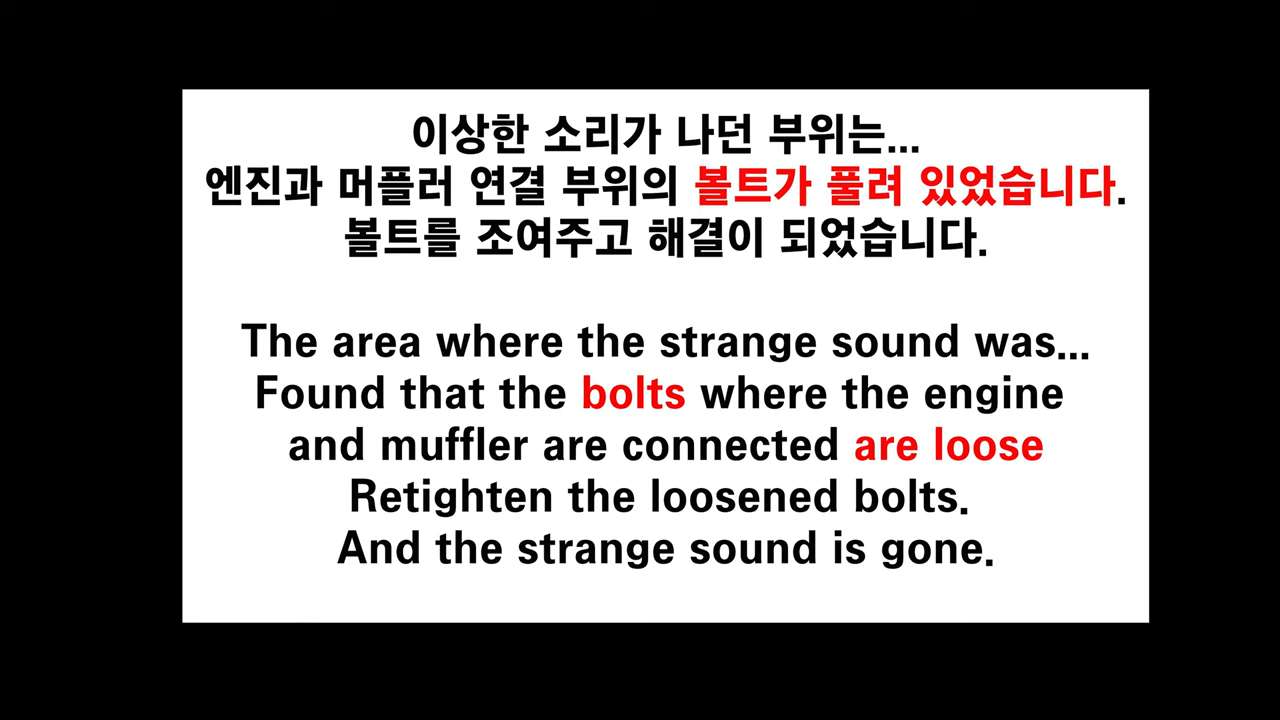 이상한 소리가 나던 부위는...
엔진과 머플러 연결 부위의 볼트가 풀려 있었습니다.
볼트를 조여주고 해결이 되었습니다.
The area where the strange sound was...
Found that the bolts where the engine
and muffler are connected are loose
Retighten the loosened bolts.
And the strange sound is gone.